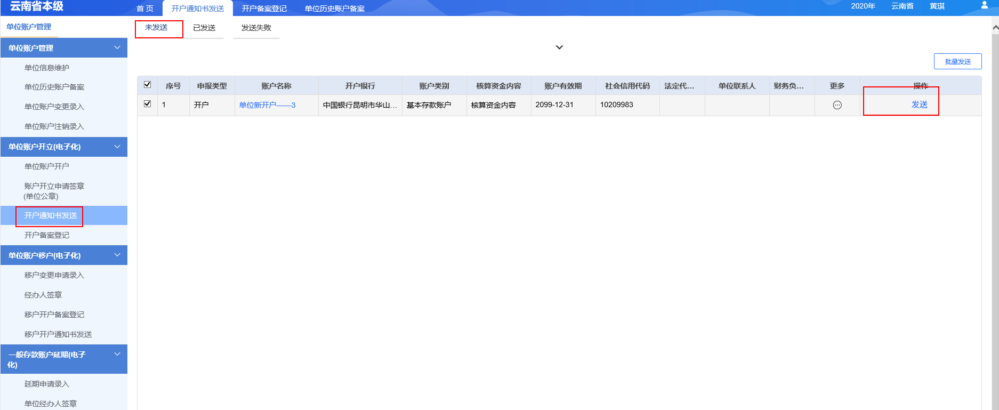 云南省本级
首 页
开户通知书发送
开户备案登记
单位历史账户备案
2020年
云南省
黄琪
单位账户管理
未发送
已发送
发送失败
单位账户管理
单位信息维护
单位历史账户备案
单位账户变更录入
单位账户注销录入
单位账户开立(电子化)
单位账户开户
账户开立申请签章
(单位公章)
开户通知书发送
开户备案登记
单位账户移户(电子化)
移户变更申请录入
经办人签章
移户开户备案登记
移户开户通知书发送
一般存款账户延期(电子
化)
延期申请录入
单位经办人签章
批量发送
序号 申报类型 账户名称 开户银行 账户类别 核算资金内容 账户有效期 社会信用代码 法定代... 单位联系人 财务负... 更多 操作
1 开户 单位新开户——3 中国银行昆明市华山... 基本存款账户 核算资金内容 2099-12-31 10209983 发送